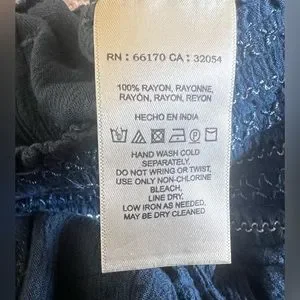 RN : 66170 CA : 32054
100% RAYON, RAYONNE,
RAYÓN, RAYON, REYON
HECHO EN INDIA
HAND WASH COLD
SEPARATELY.
DO NOT WRING OR TWIST,
USE ONLY NON-CHLORINE
BLEACH,
LINE DRY.
LOW IRON AS NEEDED,
MAY BE DRY CLEANED